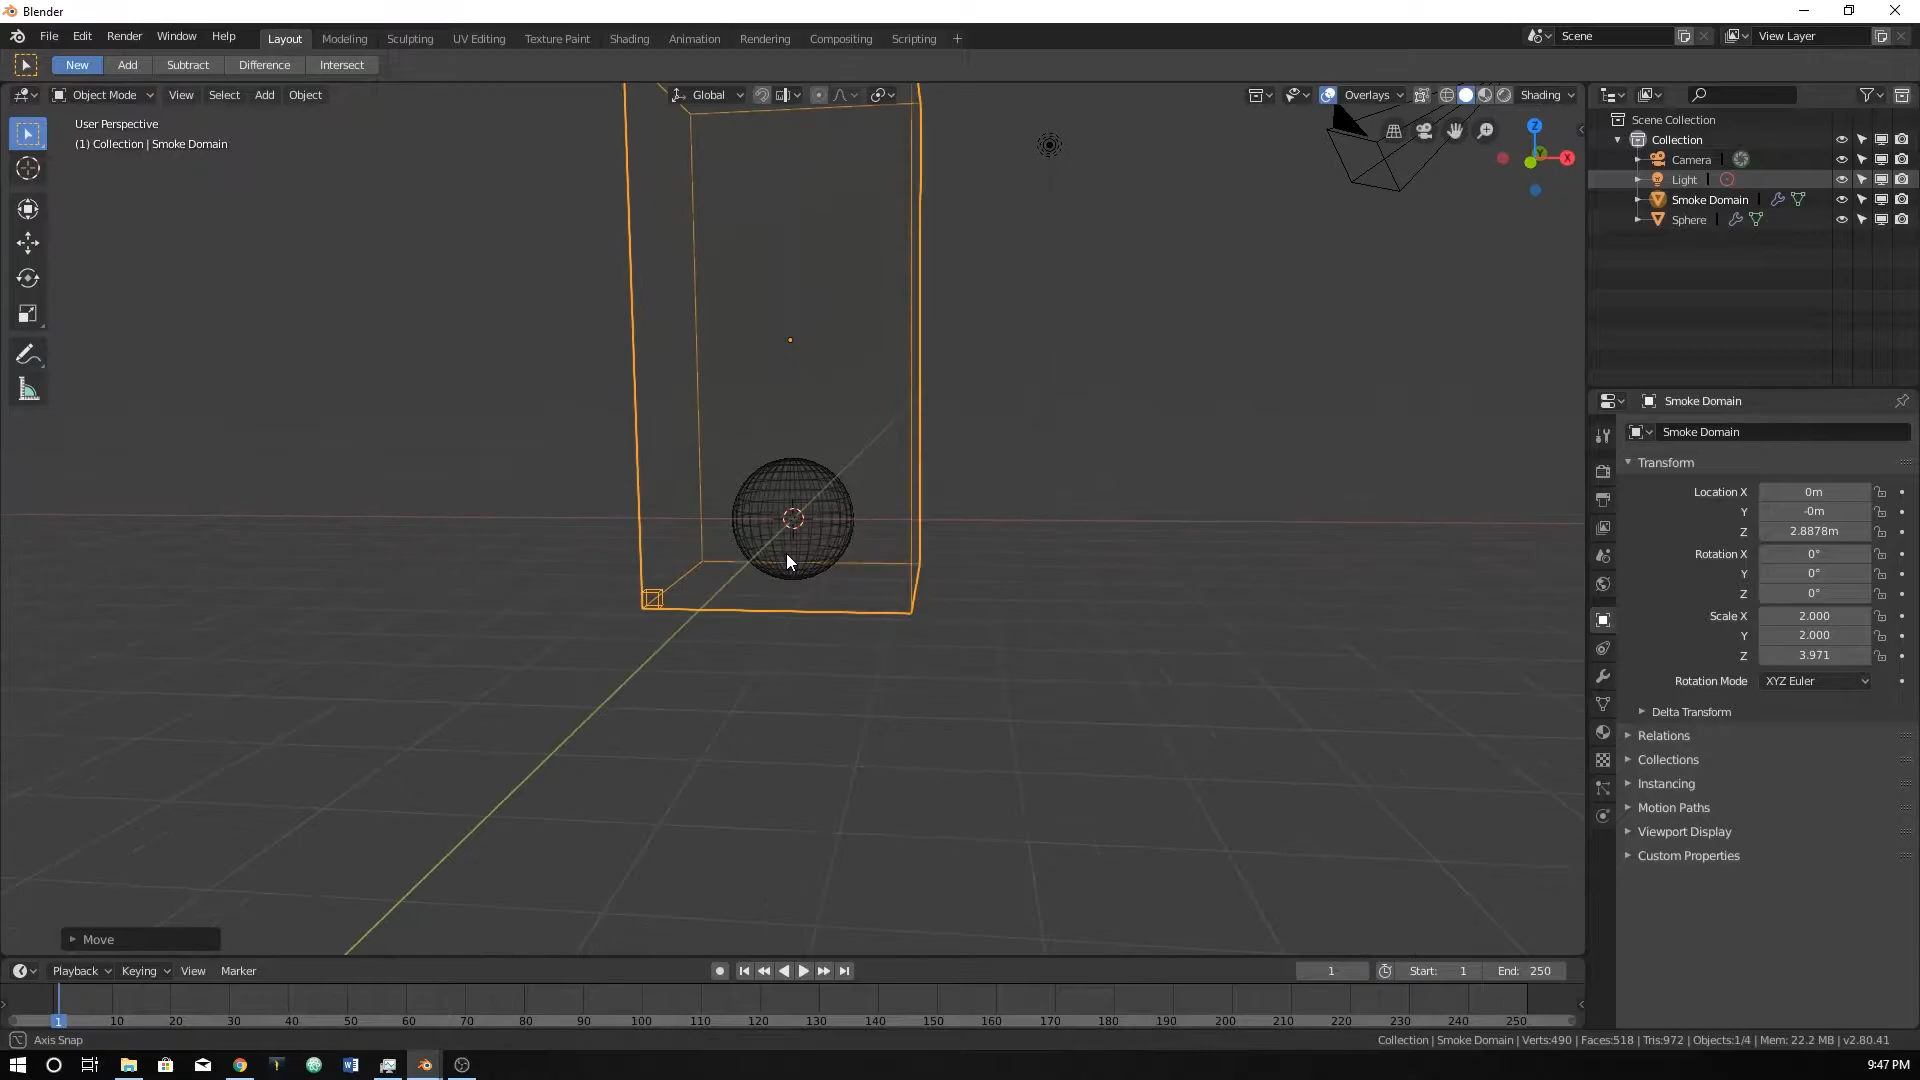 Blender
File Edit Render Window Help Layout Modeling Sculpting UV Editing Texture Paint Shading Animation Rendering Compositing Scripting + Scene View Layer
New Add Subtract Difference Intersect
Object Mode View Select Add Object Global Overlays Shading
User Perspective
(1) Collection | Smoke Domain
Z
X
Y
Scene Collection
Collection
Camera
Light
Smoke Domain
Sphere
Smoke Domain
Smoke Domain
Transform
Location X 0m
Y -0m
Z 2.8878m
Rotation X 0°
Y 0°
Z 0°
Scale X 2.000
Y 2.000
Z 3.971
Rotation Mode XYZ Euler
Delta Transform
Relations
Collections
Instancing
Motion Paths
Viewport Display
Custom Properties
Move
Playback Keying View Marker 1 Start: 1 End: 250
1 10 20 30 40 50 60 70 80 90 100 110 120 130 140 150 160 170 180 190 200 210 220 230 240 250
Axis Snap
Collection | Smoke Domain | Verts:490 | Faces:518 | Tris:972 | Objects:1/4 | Mem: 22.2 MB | v2.80.41
9:47 PM